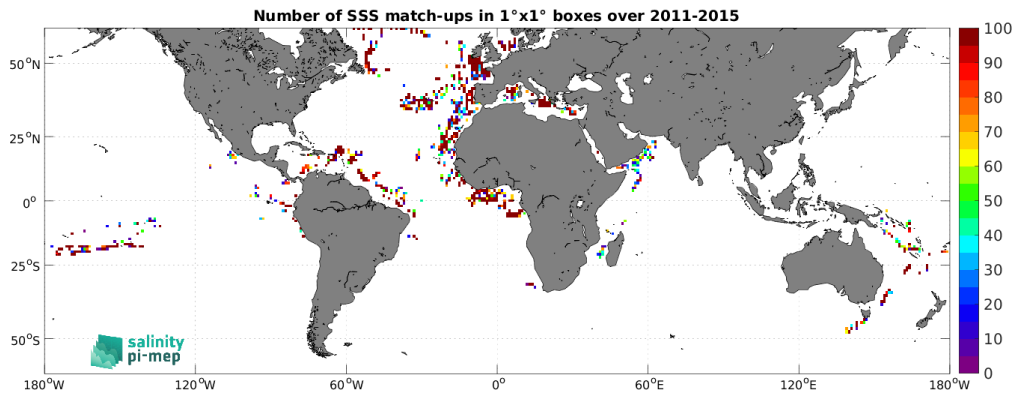 Number of SSS match-ups in 1°x1° boxes over 2011-2015
50°N
25°N
0°
25°S
50°S
180°W
120°W
60°W
0°
60°E
120°E
180°W
100
90
80
70
60
50
40
30
20
10
0
salinity
pi-mep